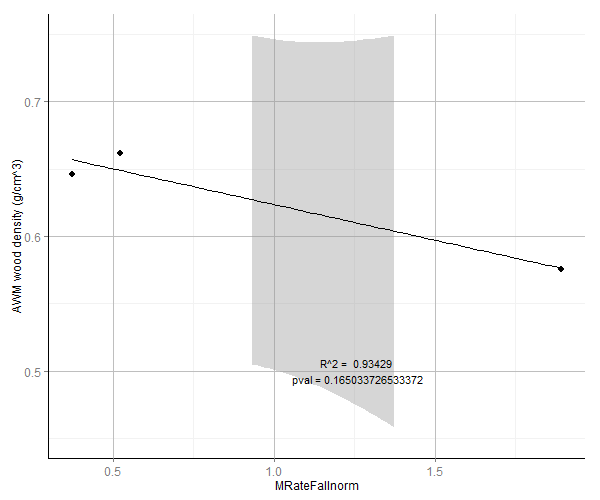 0.7
0.6
0.5
AWM wood density (g/cm^3)
R^2 = 0.93429
pval = 0.165033726533372
0.5 1.0 1.5
MRateFallnorm